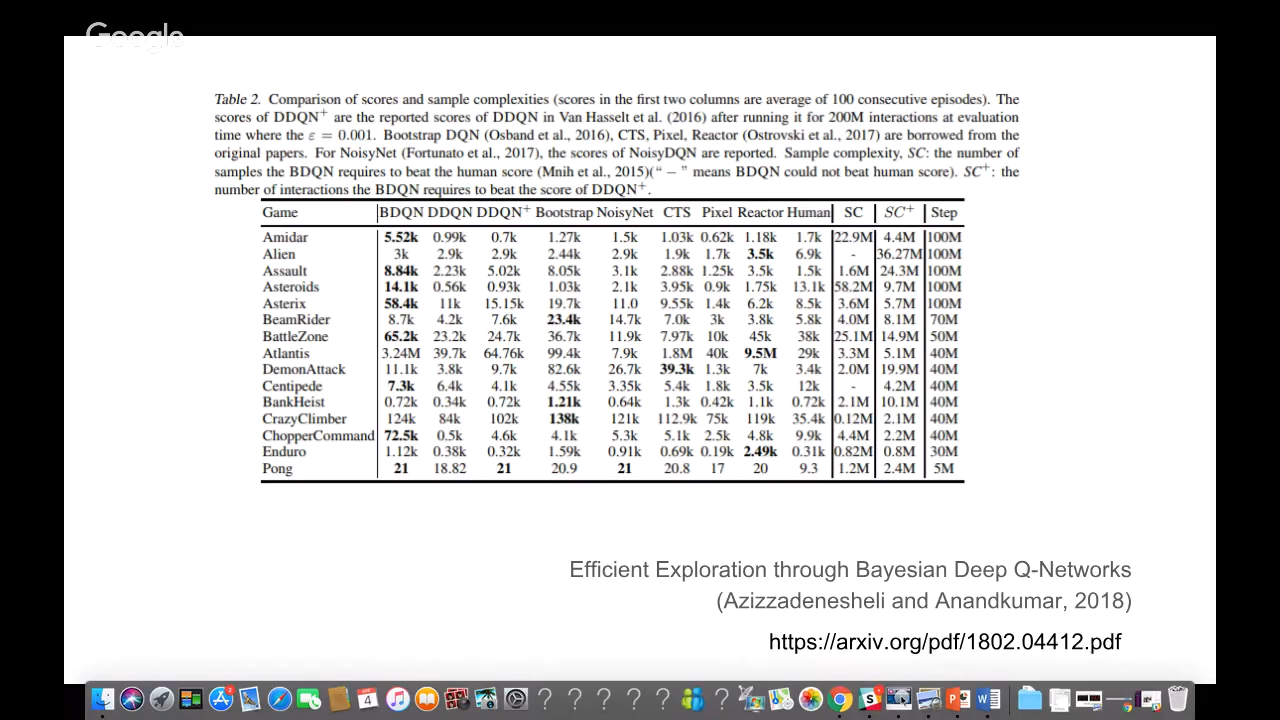 Google
Table 2. Comparison of scores and sample complexities (scores in the first two columns are average of 100 consecutive episodes). The
scores of DDQN+ are the reported scores of DDQN in Van Hasselt et al. (2016) after running it for 200M interactions at evaluation
time where the ε = 0.001. Bootstrap DQN (Osband et al., 2016), CTS, Pixel, Reactor (Ostrovski et al., 2017) are borrowed from the
original papers. For NoisyNet (Fortunato et al., 2017), the scores of NoisyDQN are reported. Sample complexity, SC: the number of
samples the BDQN requires to beat the human score (Mnih et al., 2015)(“ − ” means BDQN could not beat human score). SC+: the
number of interactions the BDQN requires to beat the score of DDQN+.
Game BDQN DDQN DDQN+ Bootstrap NoisyNet CTS Pixel Reactor Human SC SC+ Step
Amidar 5.52k 0.99k 0.7k 1.27k 1.5k 1.03k 0.62k 1.18k 1.7k 22.9M 4.4M 100M
Alien 3k 2.9k 2.9k 2.44k 2.9k 1.9k 1.7k 3.5k 6.9k - 36.27M 100M
Assault 8.84k 2.23k 5.02k 8.05k 3.1k 2.88k 1.25k 3.5k 1.5k 1.6M 24.3M 100M
Asteroids 14.1k 0.56k 0.93k 1.03k 2.1k 3.95k 0.9k 1.75k 13.1k 58.2M 9.7M 100M
Asterix 58.4k 11k 15.15k 19.7k 11.0 9.55k 1.4k 6.2k 8.5k 3.6M 5.7M 100M
BeamRider 8.7k 4.2k 7.6k 23.4k 14.7k 7.0k 3k 3.8k 5.8k 4.0M 8.1M 70M
BattleZone 65.2k 23.2k 24.7k 36.7k 11.9k 7.97k 10k 45k 38k 25.1M 14.9M 50M
Atlantis 3.24M 39.7k 64.76k 99.4k 7.9k 1.8M 40k 9.5M 29k 3.3M 5.1M 40M
DemonAttack 11.1k 3.8k 9.7k 82.6k 26.7k 39.3k 1.3k 7k 3.4k 2.0M 19.9M 40M
Centipede 7.3k 6.4k 4.1k 4.55k 3.35k 5.4k 1.8k 3.5k 12k - 4.2M 40M
BankHeist 0.72k 0.34k 0.72k 1.21k 0.64k 1.3k 0.42k 1.1k 0.72k 2.1M 10.1M 40M
CrazyClimber 124k 84k 102k 138k 121k 112.9k 75k 119k 35.4k 0.12M 2.1M 40M
ChopperCommand 72.5k 0.5k 4.6k 4.1k 5.3k 5.1k 2.5k 4.8k 9.9k 4.4M 2.2M 40M
Enduro 1.12k 0.38k 0.32k 1.59k 0.91k 0.69k 0.19k 2.49k 0.31k 0.82M 0.8M 30M
Pong 21 18.82 21 20.9 21 20.8 17 20 9.3 1.2M 2.4M 5M
Efficient Exploration through Bayesian Deep Q-Networks
(Azizzadenesheli and Anandkumar, 2018)
https://arxiv.org/pdf/1802.04412.pdf